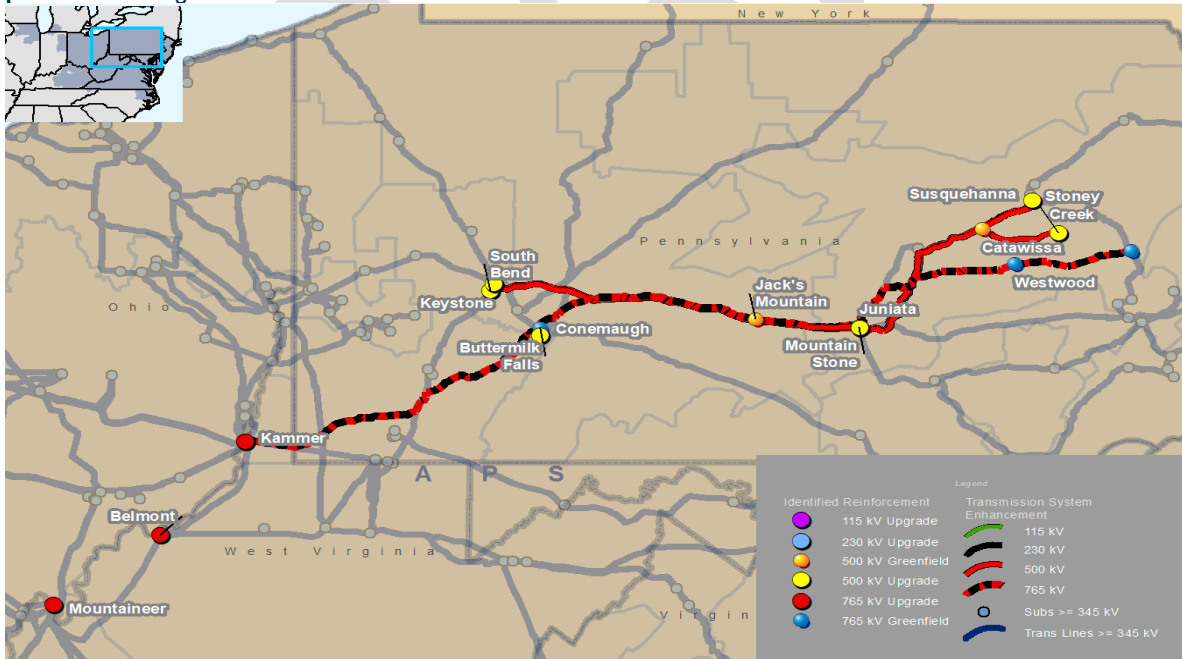 New York
Susquehanna
Stoney
Creek
Pennsylvania
Catawissa
South
Bend
Westwood
Jack's
Mountain
Keystone
Ohio
Juniata
Conemaugh
Buttermilk
Falls
Mountain
Stone
Kammer
A P S
Belmont
West Virginia
Mountaineer
Virgin
Legend
Identified Reinforcement
115 kV Upgrade
230 kV Upgrade
500 kV Greenfield
500 kV Upgrade
765 kV Upgrade
765 kV Greenfield
Transmission System
Enhancement
115 kV
230 kV
500 kV
765 kV
Subs >= 345 kV
Trans Lines >= 345 kV